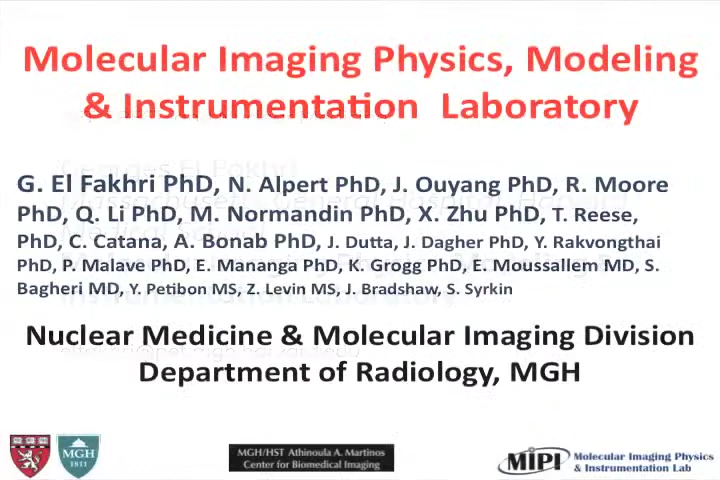 Molecular Imaging Physics, Modeling
& Instrumentation Laboratory
G. El Fakhri PhD, N. Alpert PhD, J. Ouyang PhD, R. Moore
PhD, Q. Li PhD, M. Normandin PhD, X. Zhu PhD, T. Reese,
PhD, C. Catana, A. Bonab PhD, J. Dutta, J. Dagher PhD, Y. Rakvongthai
PhD, P. Malave PhD, E. Mananga PhD, K. Grogg PhD, E. Moussallem MD, S.
Bagheri MD, Y. Petibon MS, Z. Levin MS, J. Bradshaw, S. Syrkin
Nuclear Medicine & Molecular Imaging Division
Department of Radiology, MGH
MGH
1811
MGH/HST Athinoula A. Martinos
Center for Biomedical Imaging
MIPI
Molecular Imaging Physics
& Instrumentation Lab